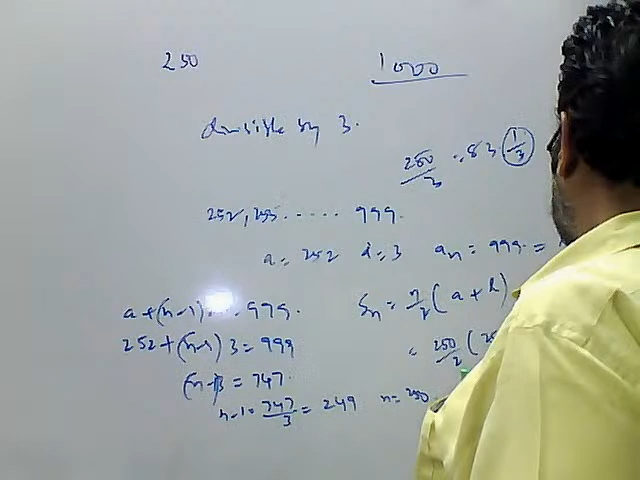 250 1000
divisible by 3.
250/3 = 83 1/3
252, 255 ...... 999.
a = 252 d = 3 an = 999 =
a + (n-1) 999.
Sn = n/2 (a + l)
252 + (n-1) 3 = 999
= 250/2 (25
(n-1)3 = 747.
n-1 = 747/3 = 249 n = 250